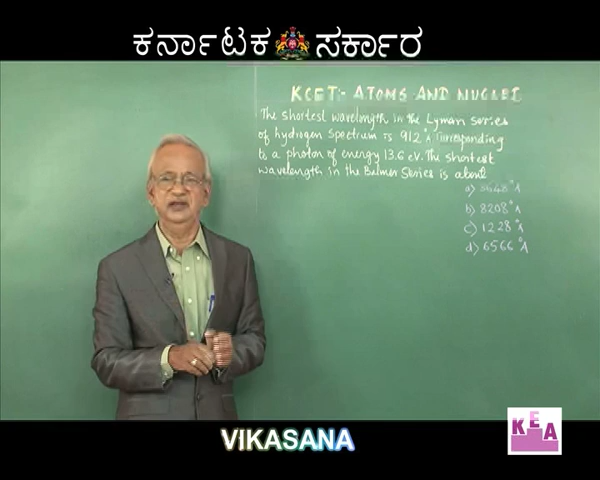 ಕರ್ನಾಟಕ ಸರ್ಕಾರ
KCET:- ATOMS AND NUCLEI
The shortest wavelength in the Lyman series
of hydrogen spectrum is 912°A corresponding
to a photon of energy 13.6 eV. The shortest
wavelength in the Balmer Series is about
a) 3648°A
b) 8208°A
c) 1228°A
d) 6566°A
VIKASANA
KEA